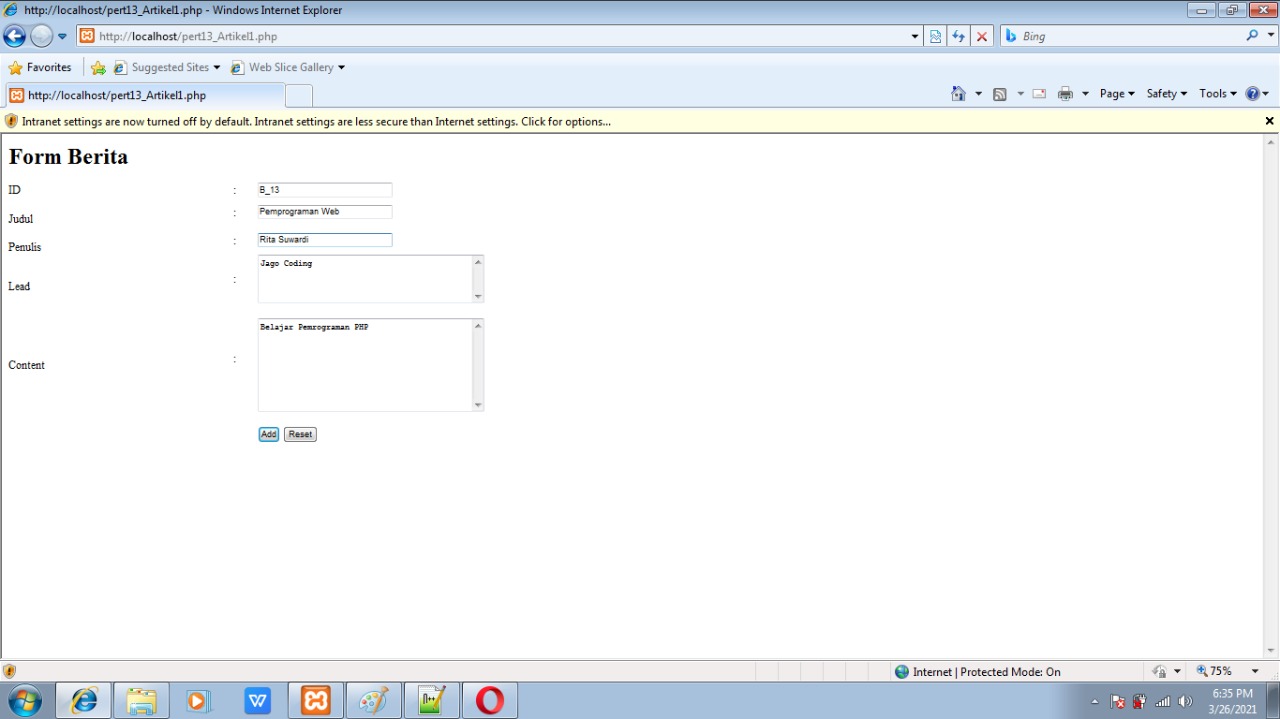 http://localhost/pert13_Artikel1.php - Windows Internet Explorer
http://localhost/pert13_Artikel1.php
Bing
Favorites
Suggested Sites
Web Slice Gallery
http://localhost/pert13_Artikel1.php
Page
Safety
Tools
Intranet settings are now turned off by default. Intranet settings are less secure than Internet settings. Click for options...
Form Berita
ID : B_13
Judul : Pemprograman Web
Penulis : Rita Suwardi
Lead : Jago Coding
Content : Belajar Pemrograman PHP
Add Reset
Internet | Protected Mode: On
75%
6:35 PM
3/26/2021